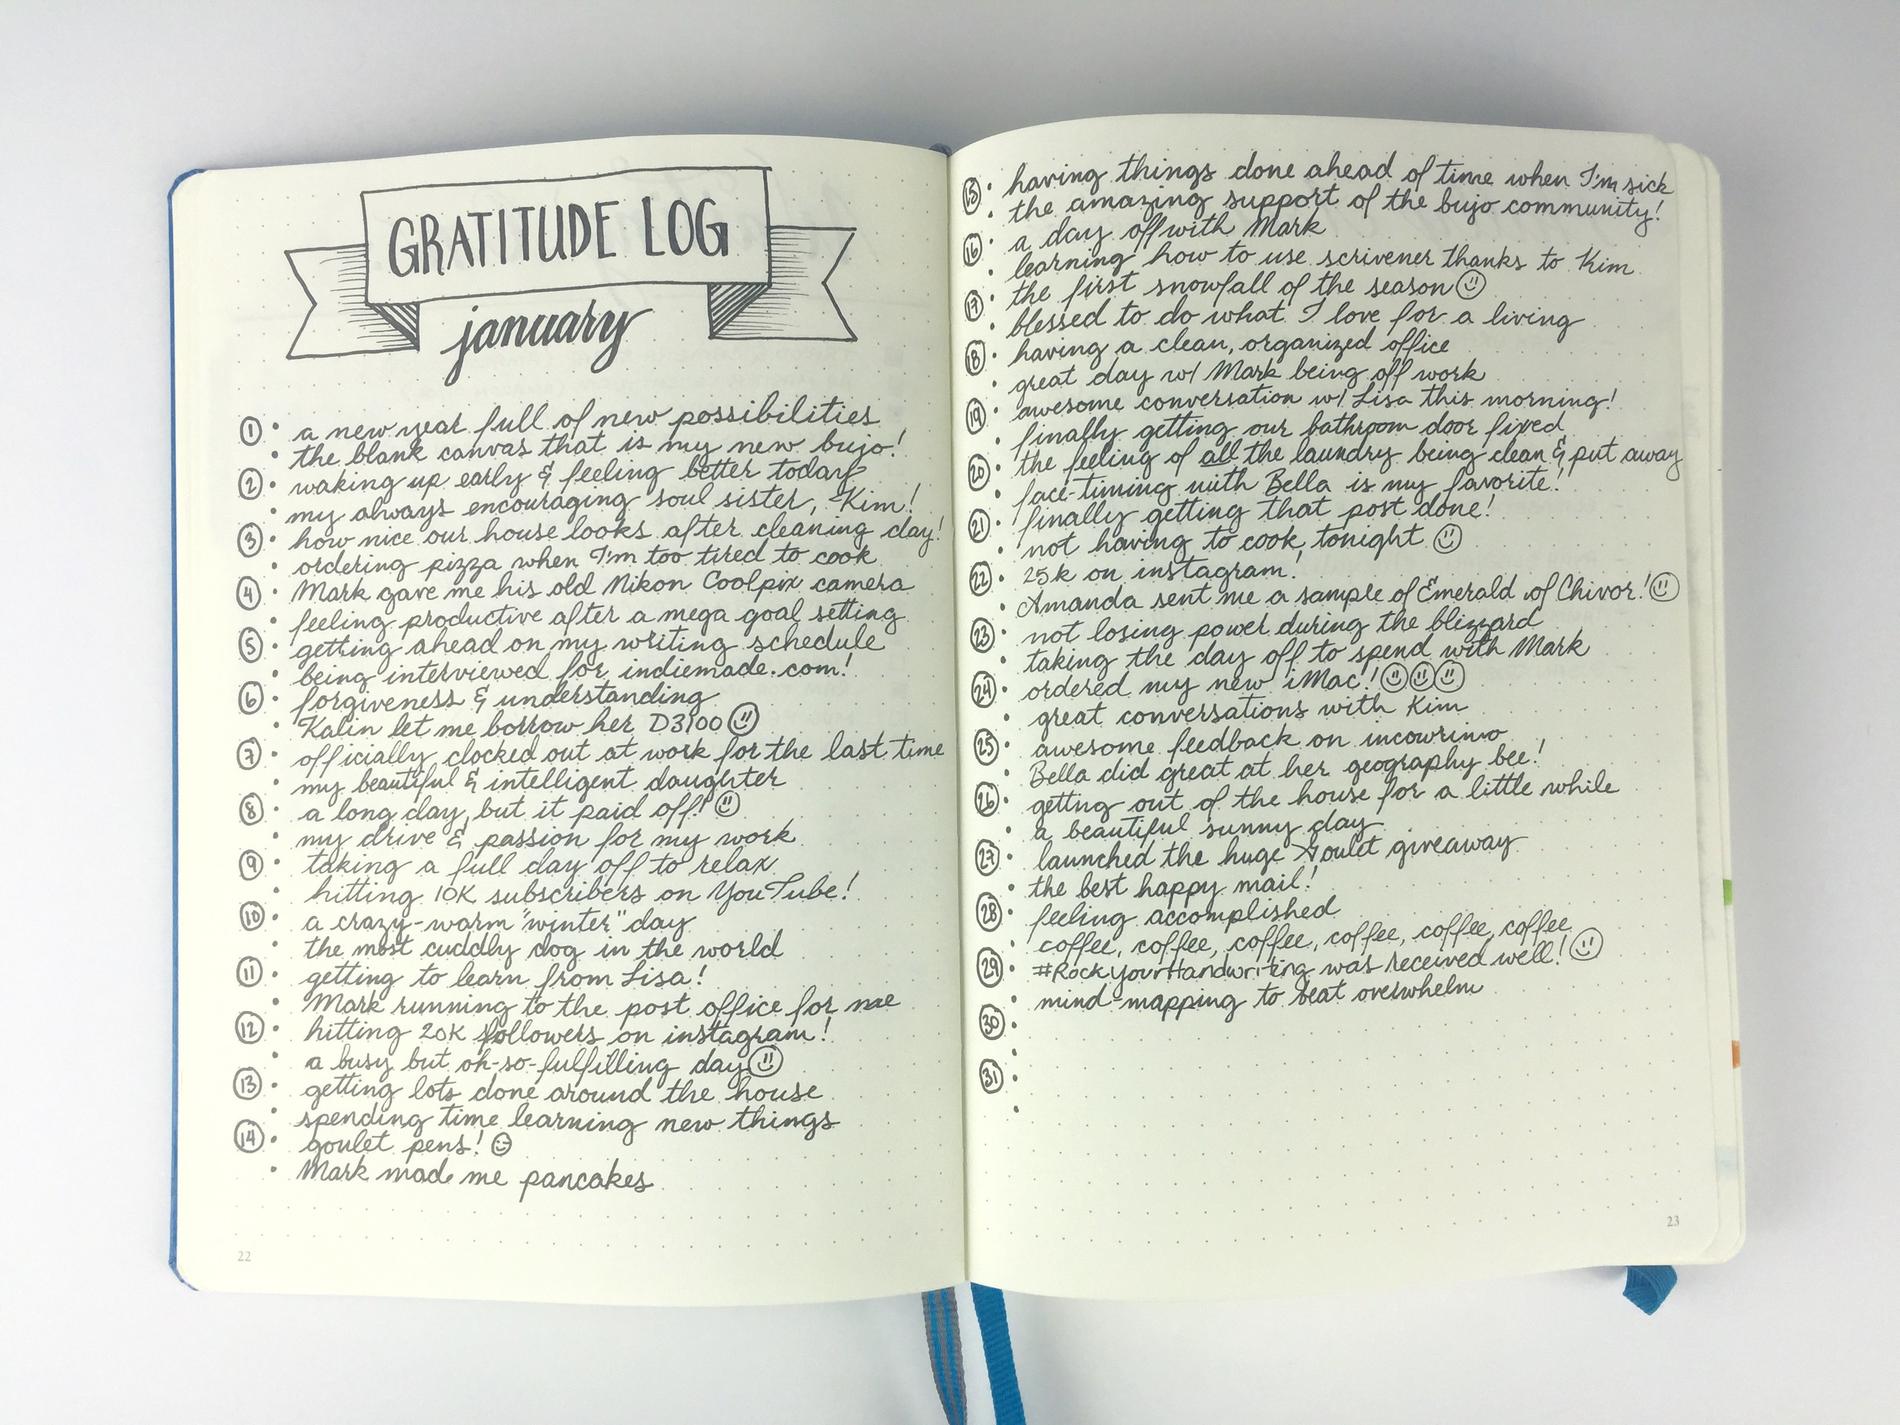 GRATITUDE LOG
january
1 • a new year full of new possibilities
• the blank canvas that is my new bujo!
2 • waking up early & feeling better today
• my always encouraging soul sister, Kim!
3 • how nice our house looks after cleaning day!
• ordering pizza when I'm too tired to cook
4 • Mark gave me his old Nikon Coolpix camera
• feeling productive after a mega goal setting
5 • getting ahead on my writing schedule
• being interviewed for indiemade.com!
6 • forgiveness & understanding
• Kalin let me borrow her D3100 ☺
7 • officially clocked out at work for the last time
• my beautiful & intelligent daughter
8 • a long day, but it paid off! ☺
• my drive & passion for my work
9 • taking a full day off to relax
• hitting 10K subscribers on YouTube!
10 • a crazy-warm "winter" day
• the most cuddly dog in the world
11 • getting to learn from Lisa!
• Mark running to the post office for me
12 • hitting 20K followers on instagram!
• a busy but oh-so-fulfilling day ☺
13 • getting lots done around the house
• spending time learning new things
14 • goulet pens! ☺
• Mark made me pancakes
22
15 • having things done ahead of time when I'm sick
• the amazing support of the bujo community!
16 • a day off with Mark
• learning how to use scrivener thanks to Kim
17 • the first snowfall of the season ☺
• blessed to do what I love for a living
18 • having a clean, organized office
• great day w/ Mark being off work
19 • awesome conversation w/ Lisa this morning!
• finally getting our bathroom door fixed
20 • the feeling of all the laundry being clean & put away
• face-timing with Bella is my favorite!
21 • finally getting that post done!
• not having to cook tonight ☺
22 • 25k on instagram!
• Amanda sent me a sample of Emerald of Chivor! ☺
23 • not losing power during the blizzard
• taking the day off to spend with Mark
24 • ordered my new iMac! ☺☺☺
• great conversations with Kim
25 • awesome feedback on incowrimo
• Bella did great at her geography bee!
26 • getting out of the house for a little while
• a beautiful sunny day
27 • launched the huge Goulet giveaway
• the best happy mail!
28 • feeling accomplished
• coffee, coffee, coffee, coffee, coffee, coffee
29 • #RockYourHandwriting was received well! ☺
• mind-mapping to beat overwhelm
30 •
•
31 •
•
23